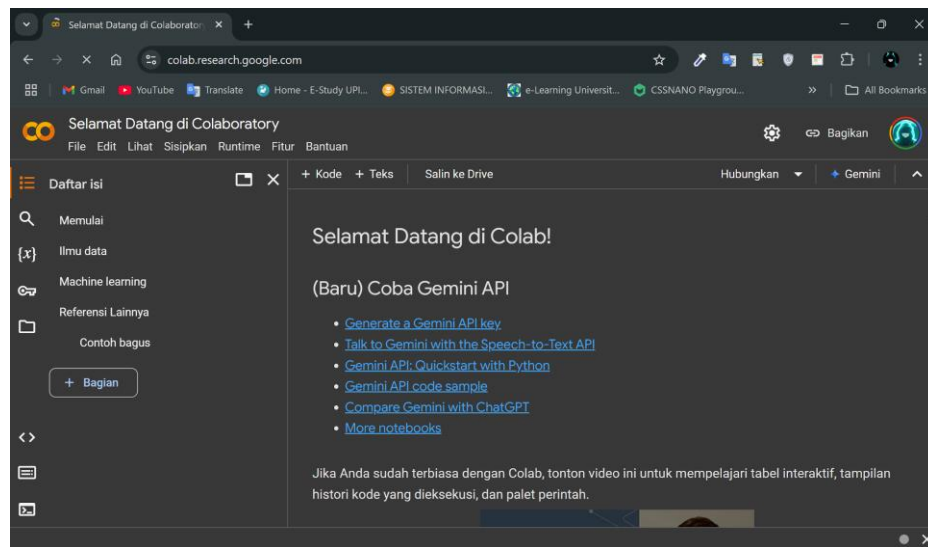 Selamat Datang di Colaborator
colab.research.google.com
Gmail YouTube Translate Home - E-Study UPI... SISTEM INFORMASI... e-Learning Universit... CSSNANO Playgrou... » All Bookmarks
CO Selamat Datang di Colaboratory
File Edit Lihat Sisipkan Runtime Fitur Bantuan
Bagikan
Daftar isi
+ Kode + Teks Salin ke Drive Hubungkan Gemini
Memulai
{x} Ilmu data
Machine learning
Referensi Lainnya
Contoh bagus
+ Bagian
Selamat Datang di Colab!
(Baru) Coba Gemini API
• Generate a Gemini API key
• Talk to Gemini with the Speech-to-Text API
• Gemini API: Quickstart with Python
• Gemini API code sample
• Compare Gemini with ChatGPT
• More notebooks
Jika Anda sudah terbiasa dengan Colab, tonton video ini untuk mempelajari tabel interaktif, tampilan
histori kode yang dieksekusi, dan palet perintah.